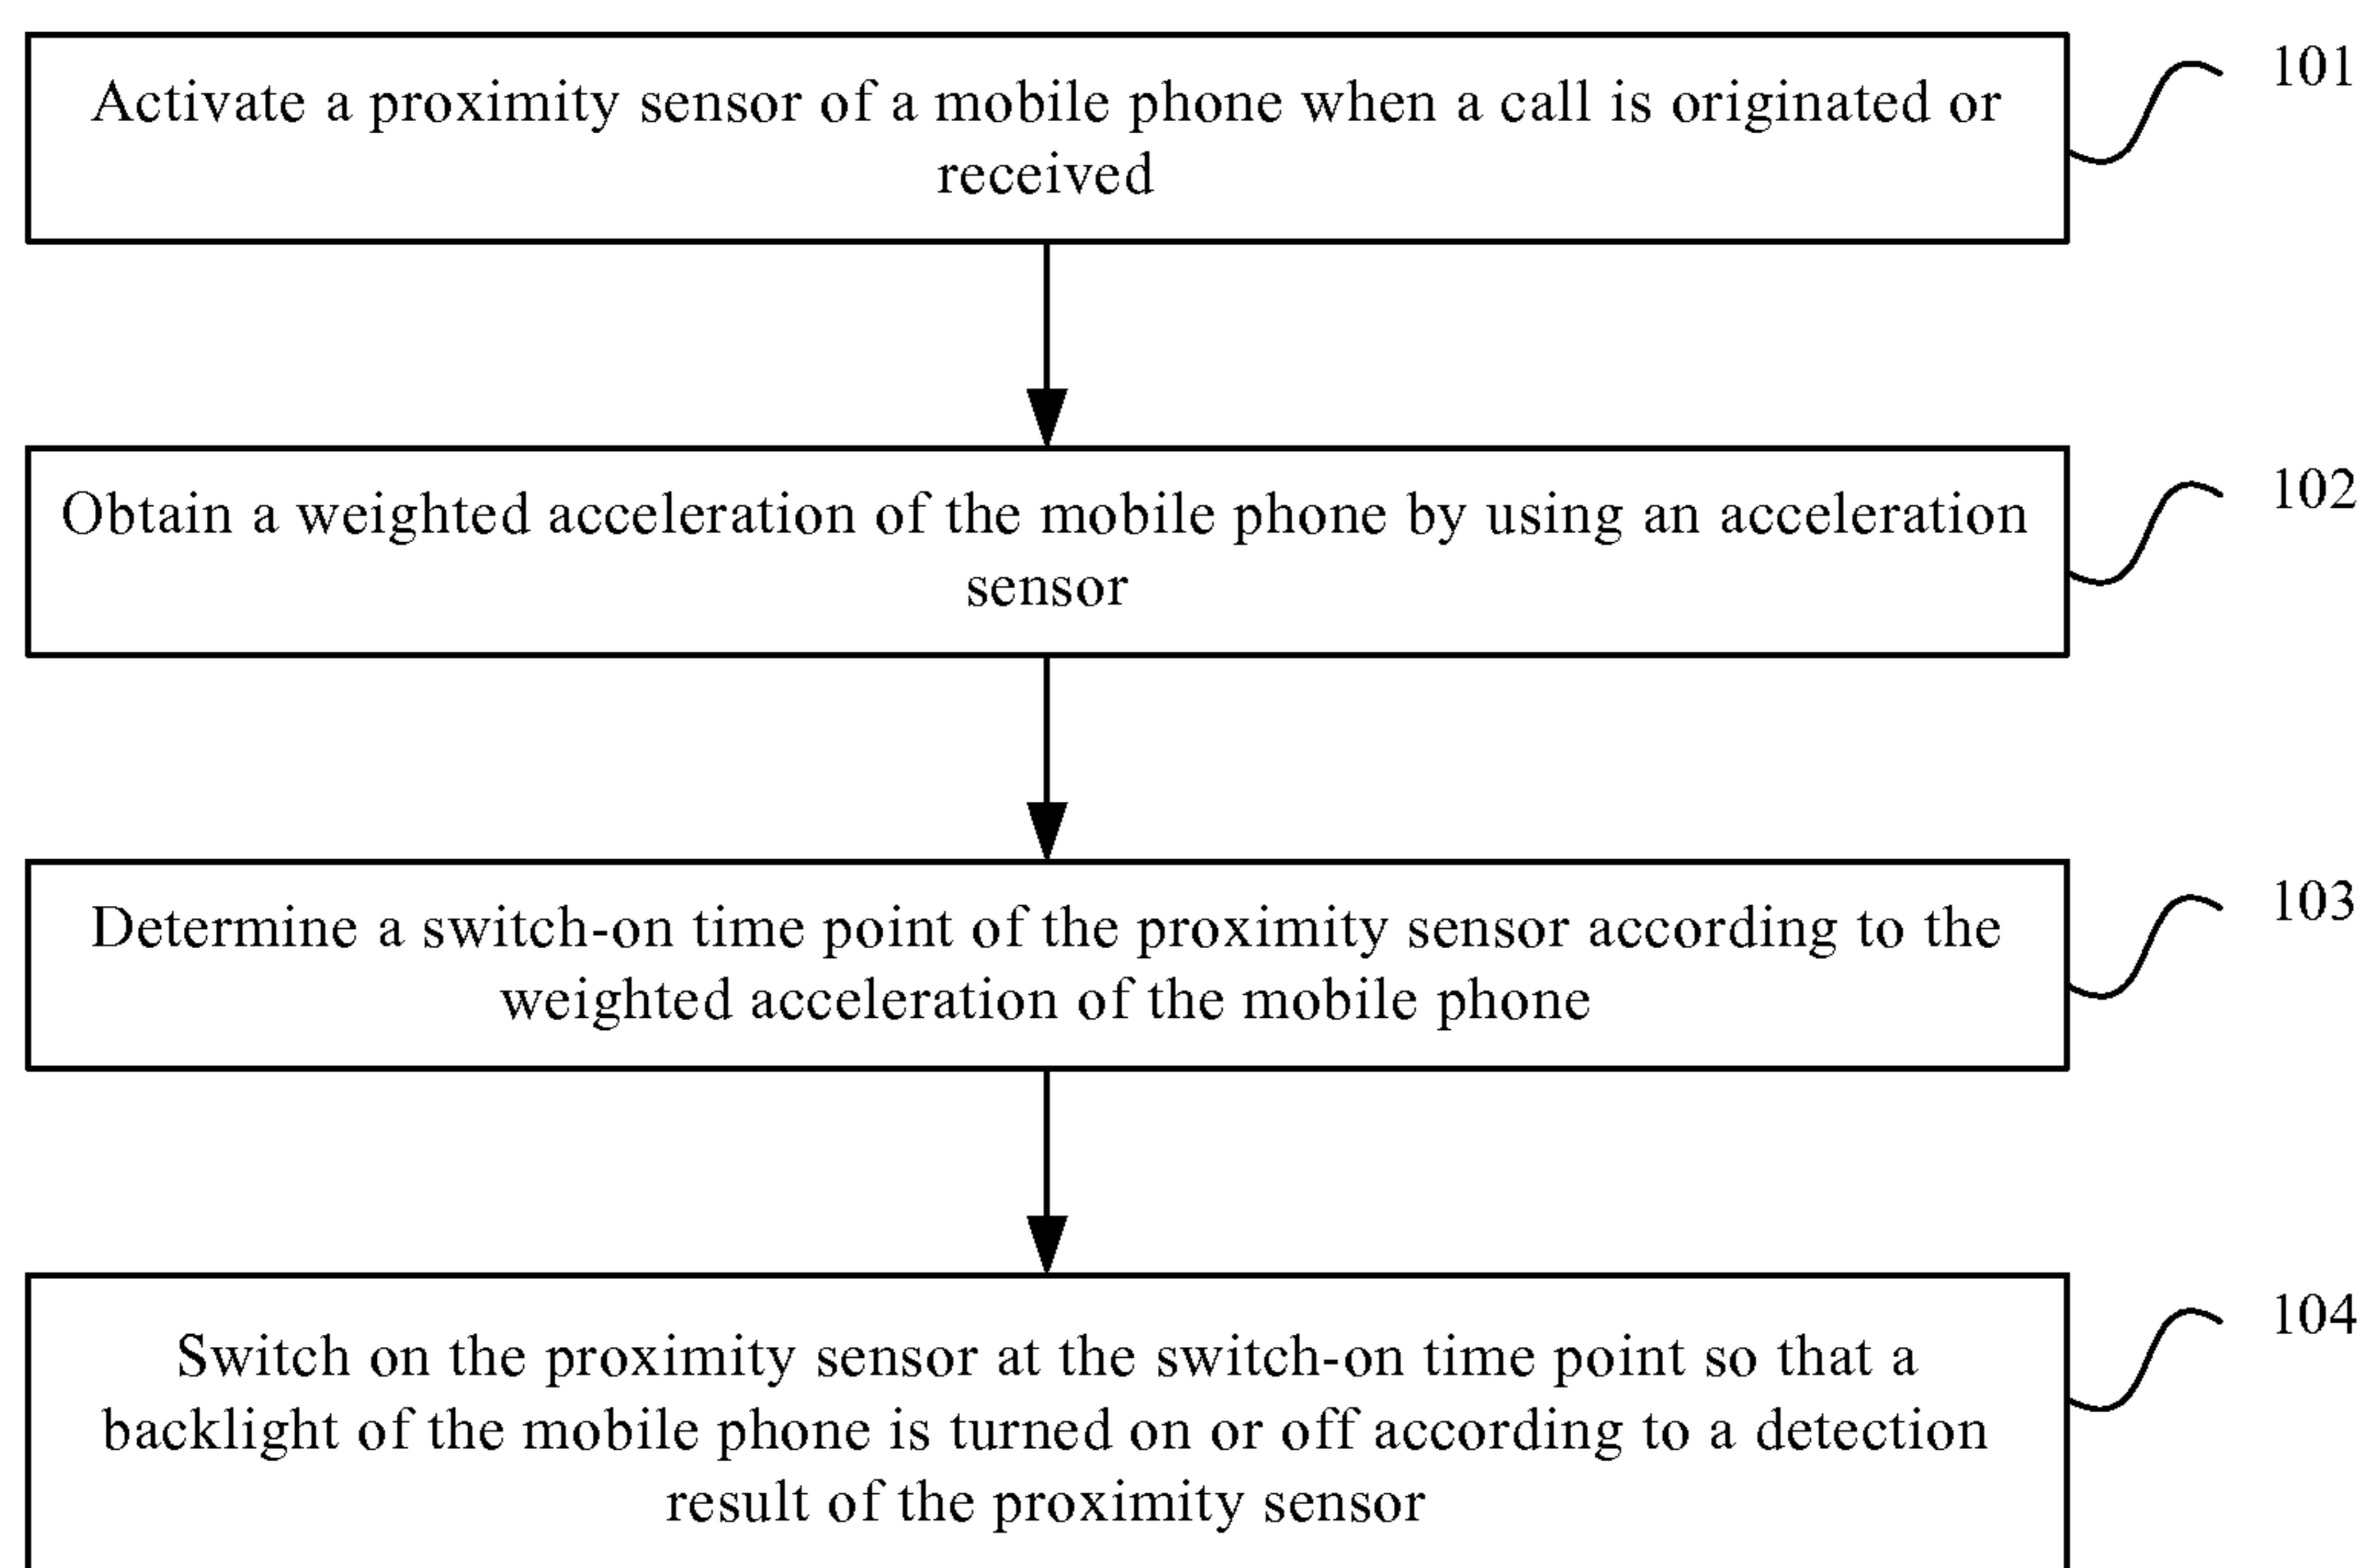 Activate a proximity sensor of a mobile phone when a call is originated or
received
101
Obtain a weighted acceleration of the mobile phone by using an acceleration
sensor
102
Determine a switch-on time point of the proximity sensor according to the
weighted acceleration of the mobile phone
103
Switch on the proximity sensor at the switch-on time point so that a
backlight of the mobile phone is turned on or off according to a detection
result of the proximity sensor
104